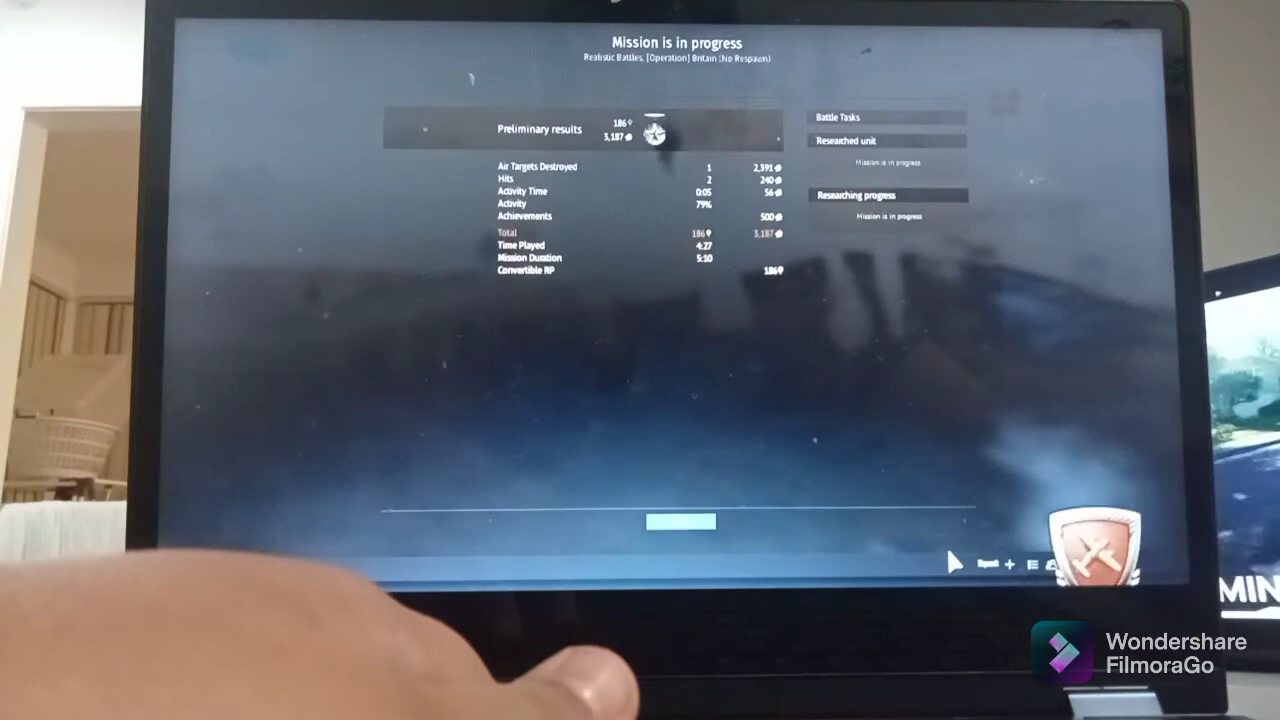 Mission is in progress
Realistic Battles, [Operation] Britain (No Respawn)
Preliminary results 186 3,187
Air Targets Destroyed 1 2,391
Hits 2 240
Activity Time 0:05 56
Activity 79%
Achievements 500
Total 186 3,187
Time Played 4:27
Mission Duration 5:10
Convertible RP 186
Battle Tasks
Researched unit
Mission is in progress
Researching progress
Mission is in progress
Squad +
MIN
Wondershare
FilmoraGo